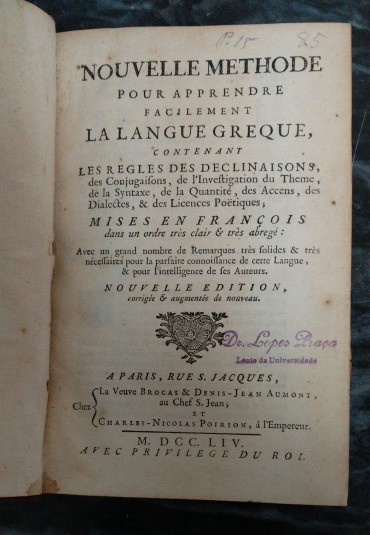 P. 15
85
NOUVELLE METHODE
POUR APPRENDRE
FACILEMENT
LA LANGUE GREQUE,
CONTENANT
LES REGLES DES DECLINAISONS,
des Conjugaisons, de l'Investigation du Theme,
de la Syntaxe, de la Quantité, des Accens, des
Dialectes, & des Licences Poëtiques;
MISES EN FRANÇOIS
dans un ordre très clair & très abregé:
Avec un grand nombre de Remarques très solides & très
nécessaires pour la parfaite connoissance de cette Langue,
& pour l'intelligence de ses Auteurs.
NOUVELLE EDITION,
corrigée & augmentée de nouveau.
Dr. Lopes Praça
Lente da Universidade
A PARIS, RUE S. JACQUES,
Chez
La Veuve BROCAS & DENIS-JEAN AUMONT,
au Chef S. Jean;
ET
CHARLES-NICOLAS POIRION, à l'Empereur.
M. DCC. LIV.
AVEC PRIVILEGE DU ROI.